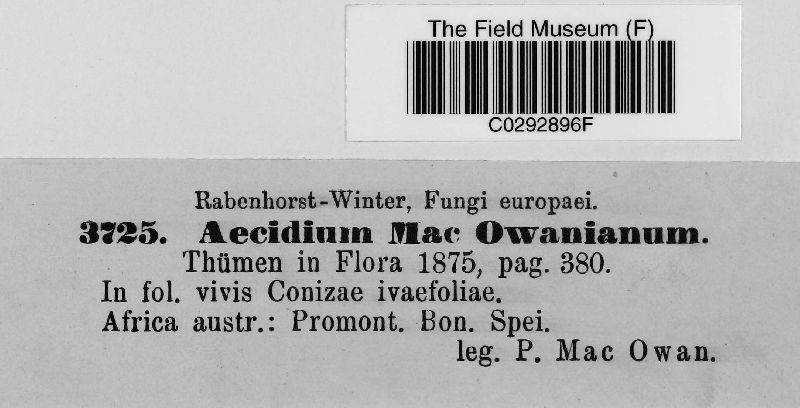 The Field Museum (F)
C0292896F
Rabenhorst-Winter, Fungi europaei.
3725. Aecidium Mac Owanianum.
Thümen in Flora 1875, pag. 380.
In fol. vivis Conizae ivaefoliae.
Africa austr.: Promont. Bon. Spei.
leg. P. Mac Owan.